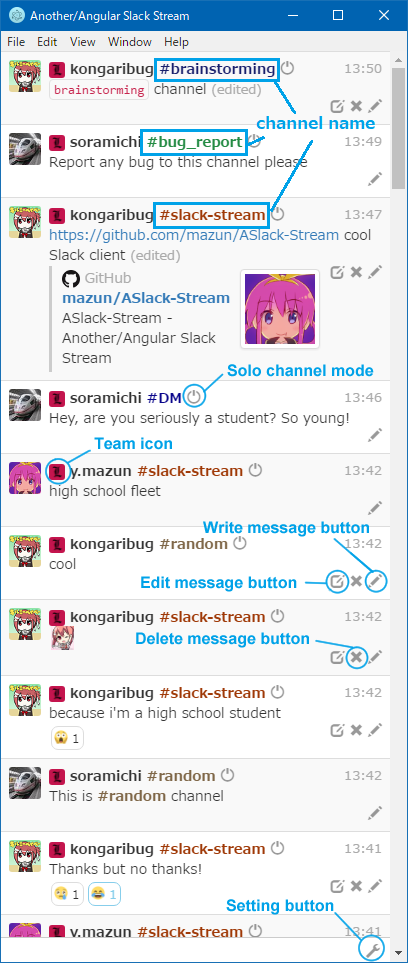 Another/Angular Slack Stream
File Edit View Window Help
kongaribug #brainstorming 13:50
brainstorming channel (edited)
channel name
soramichi #bug_report 13:49
Report any bug to this channel please
kongaribug #slack-stream 13:47
https://github.com/mazun/ASlack-Stream cool
Slack client (edited)
GitHub
mazun/ASlack-Stream
ASlack-Stream -
Another/Angular Slack
Stream
Solo channel mode
soramichi #DM 13:46
Hey, are you seriously a student? So young!
Team icon
y.mazun #slack-stream 13:42
high school fleet
Write message button
kongaribug #random 13:42
cool
Edit message button
kongaribug #slack-stream 13:42
Delete message button
kongaribug #slack-stream 13:42
because i'm a high school student
1
soramichi #random 13:42
This is #random channel
kongaribug #slack-stream 13:41
Thanks but no thanks!
1 1
Setting button
y.mazun #slack-stream 13:41